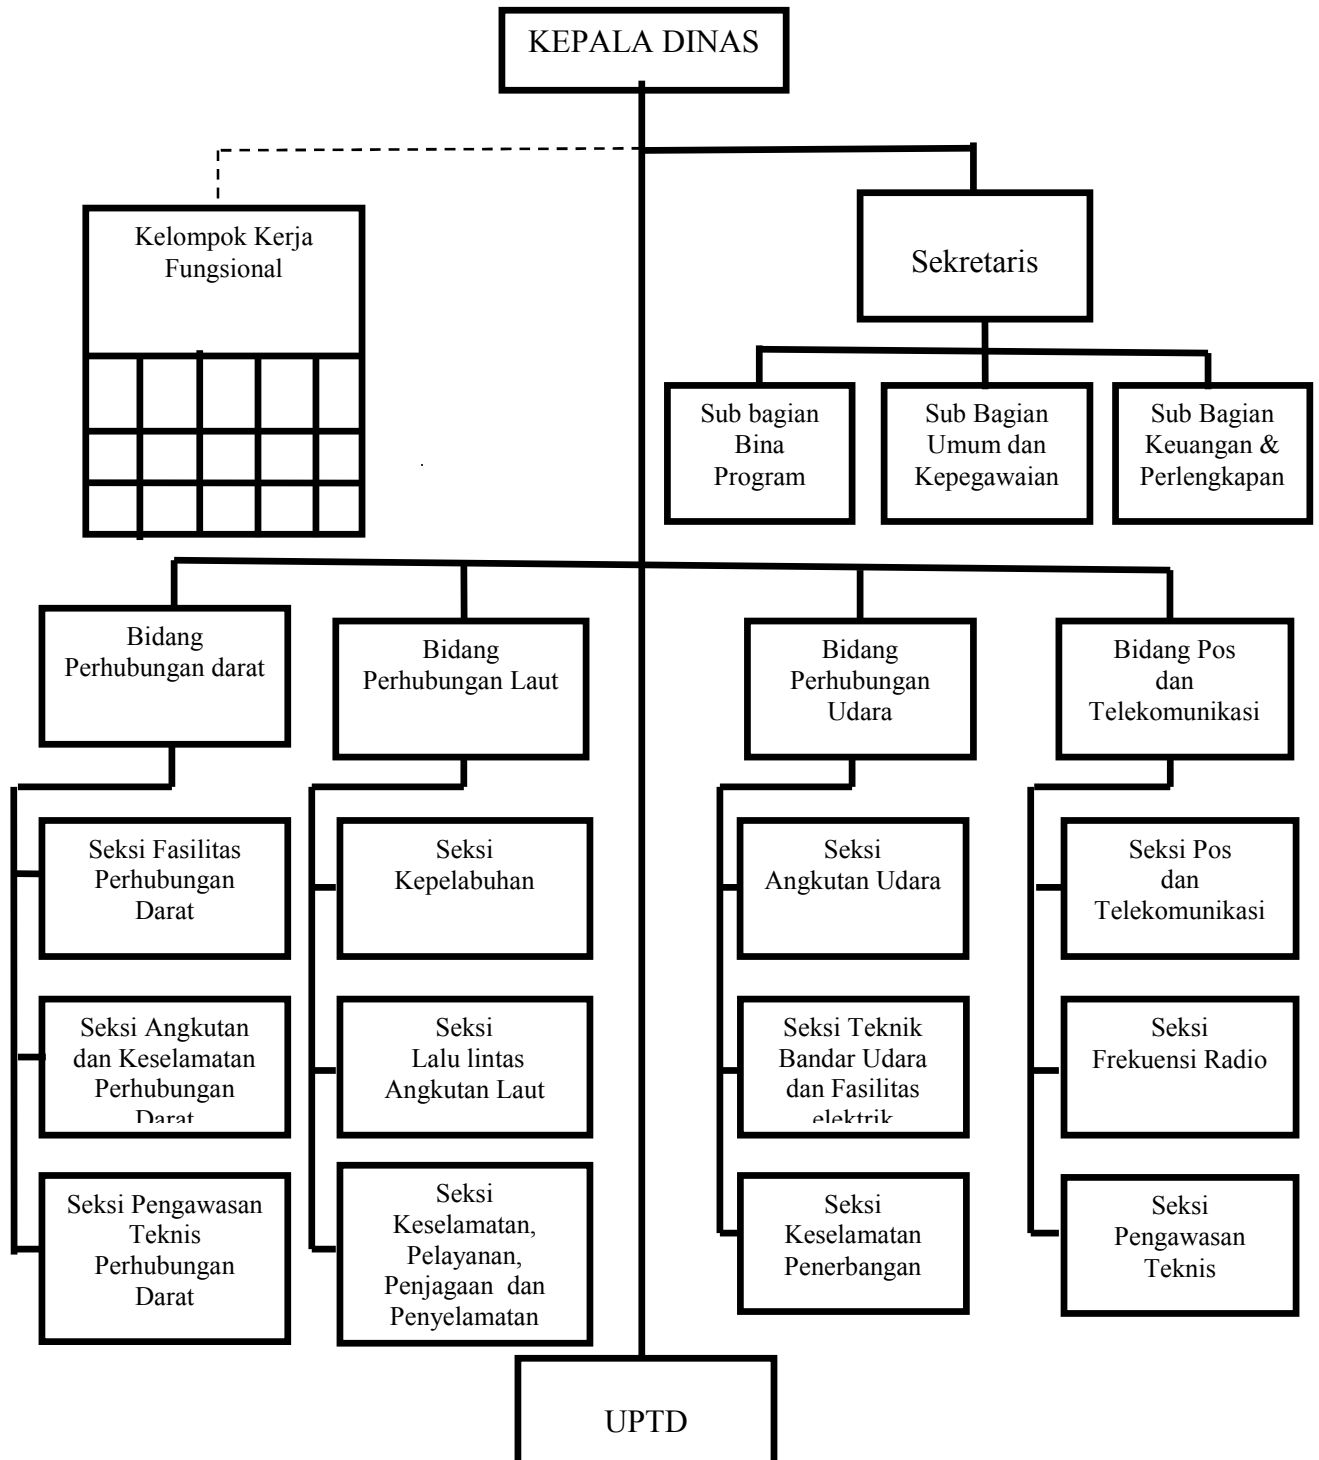 KEPALA DINAS
Kelompok Kerja
Fungsional
Sekretaris
Sub bagian
Bina
Program
Sub Bagian
Umum dan
Kepegawaian
Sub Bagian
Keuangan &
Perlengkapan
Bidang
Perhubungan darat
Bidang
Perhubungan Laut
Bidang
Perhubungan
Udara
Bidang Pos
dan
Telekomunikasi
Seksi Fasilitas
Perhubungan
Darat
Seksi
Kepelabuhan
Seksi
Angkutan Udara
Seksi Pos
dan
Telekomunikasi
Seksi Angkutan
dan Keselamatan
Perhubungan
Darat
Seksi
Lalu lintas
Angkutan Laut
Seksi Teknik
Bandar Udara
dan Fasilitas
elektrik
Seksi
Frekuensi Radio
Seksi Pengawasan
Teknis
Perhubungan
Darat
Seksi
Keselamatan,
Pelayanan,
Penjagaan dan
Penyelamatan
Seksi
Keselamatan
Penerbangan
Seksi
Pengawasan
Teknis
UPTD